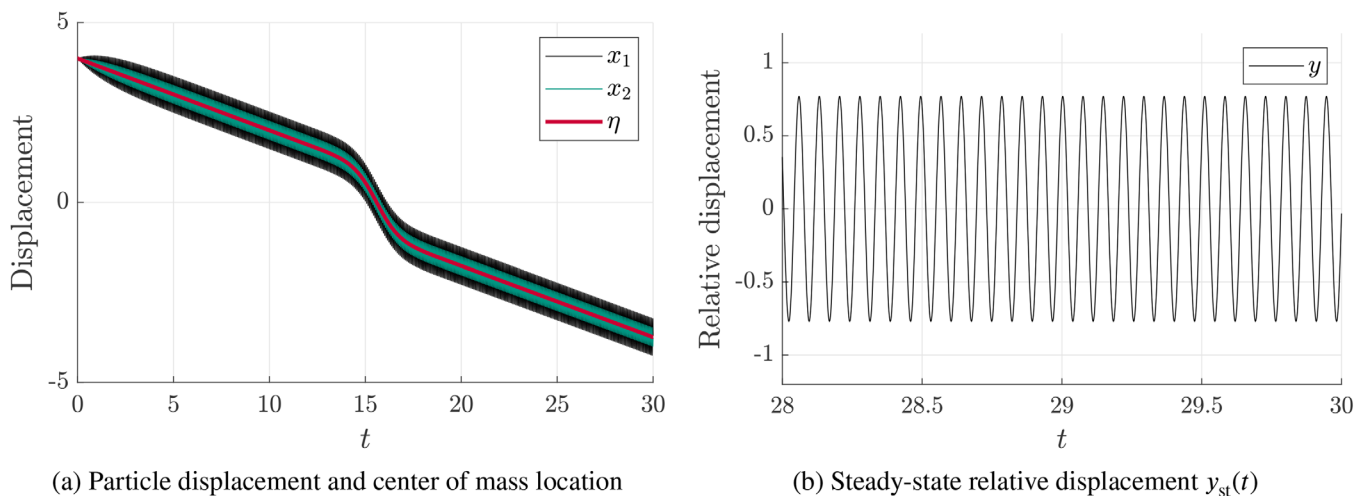 5
0
-5
Displacement
0
5
10
15
20
25
30
t
x₁
x₂
η
(a) Particle displacement and center of mass location
1
0.5
0
-0.5
-1
Relative displacement
28
28.5
29
29.5
30
t
y
(b) Steady-state relative displacement yₛₜ(t)